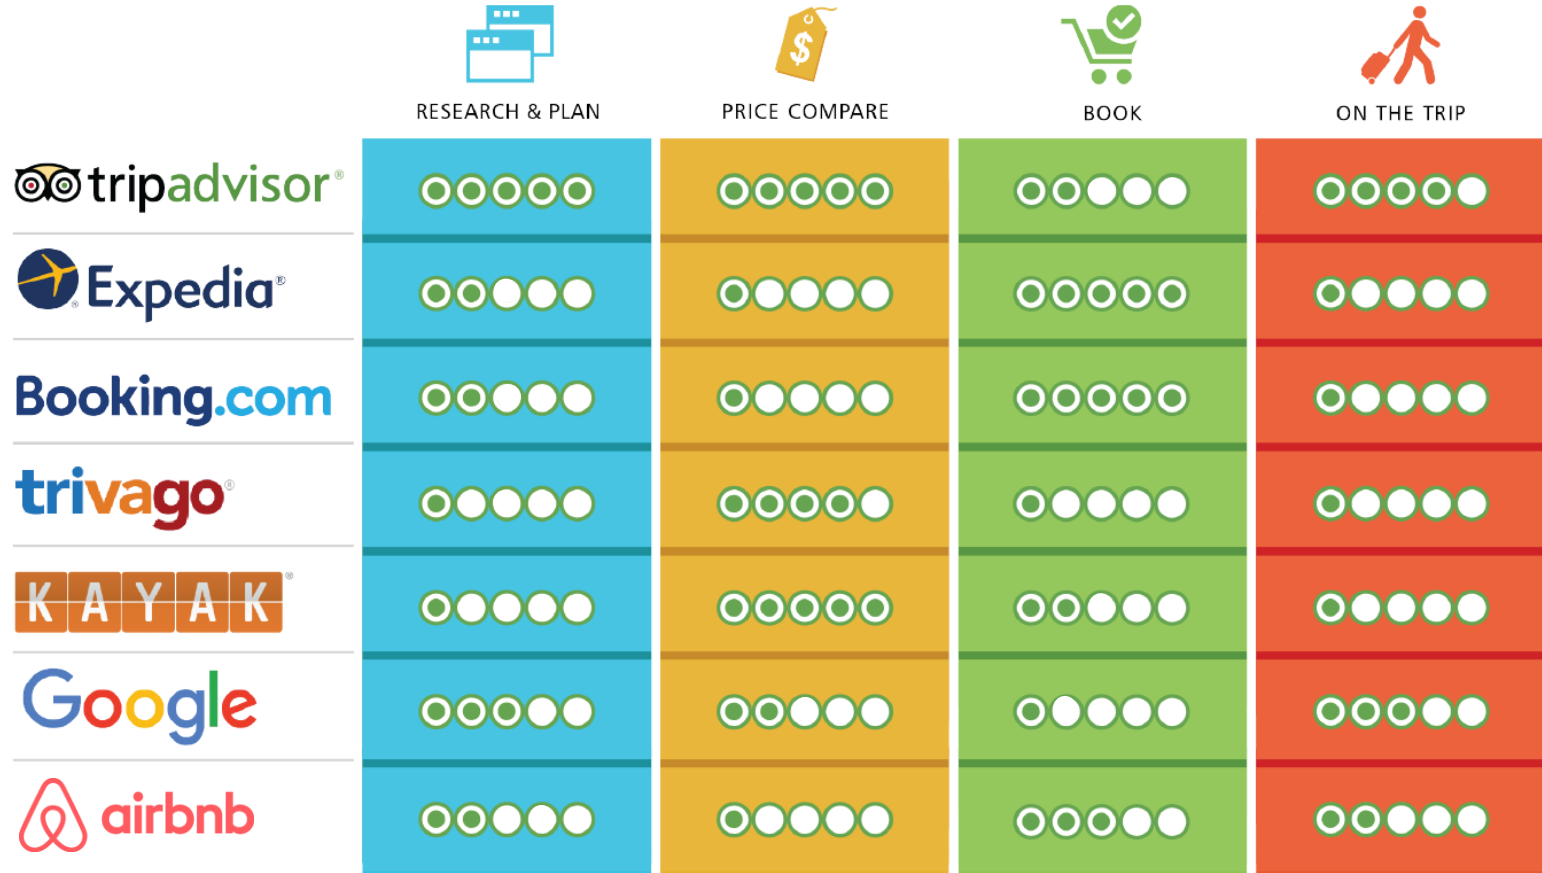 RESEARCH & PLAN
PRICE COMPARE
BOOK
ON THE TRIP
tripadvisor®
Expedia®
Booking.com
trivago®
KAYAK®
Google
airbnb